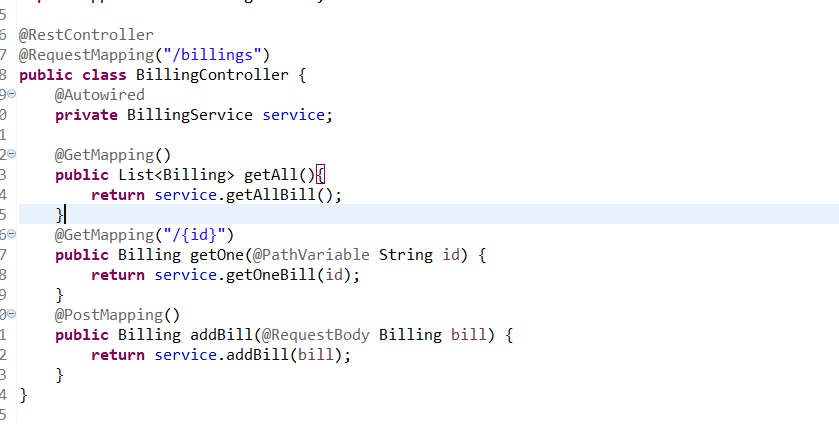 5
6 @RestController
7 @RequestMapping("/billings")
8 public class BillingController {
9 @Autowired
0 private BillingService service;
1
2 @GetMapping()
3 public List<Billing> getAll(){
4 return service.getAllBill();
5 }
6 @GetMapping("/{id}")
7 public Billing getOne(@PathVariable String id) {
8 return service.getOneBill(id);
9 }
0 @PostMapping()
1 public Billing addBill(@RequestBody Billing bill) {
2 return service.addBill(bill);
3 }
4 }
5